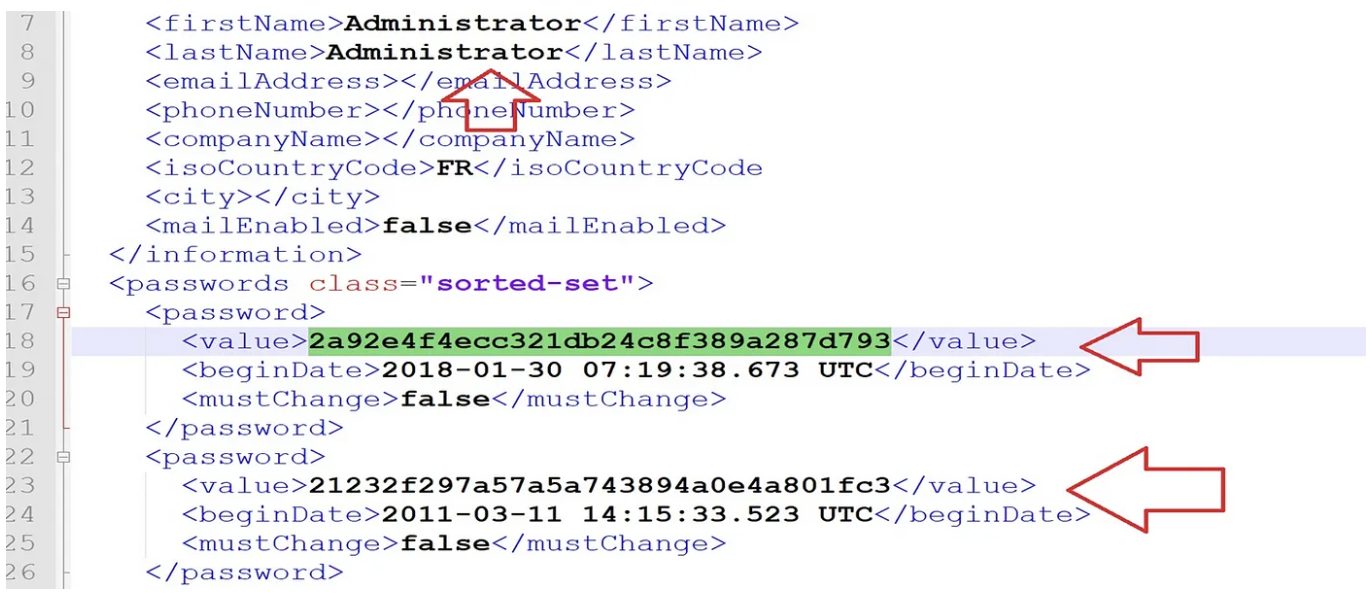 7 <firstName>Administrator</firstName>
8 <lastName>Administrator</lastName>
9 <emailAddress></emailAddress>
10 <phoneNumber></phoneNumber>
11 <companyName></companyName>
12 <isoCountryCode>FR</isoCountryCode
13 <city></city>
14 <mailEnabled>false</mailEnabled>
15 </information>
16 <passwords class="sorted-set">
17 <password>
18 <value>2a92e4f4ecc321db24c8f389a287d793</value>
19 <beginDate>2018-01-30 07:19:38.673 UTC</beginDate>
20 <mustChange>false</mustChange>
21 </password>
22 <password>
23 <value>21232f297a57a5a743894a0e4a801fc3</value>
24 <beginDate>2011-03-11 14:15:33.523 UTC</beginDate>
25 <mustChange>false</mustChange>
26 </password>